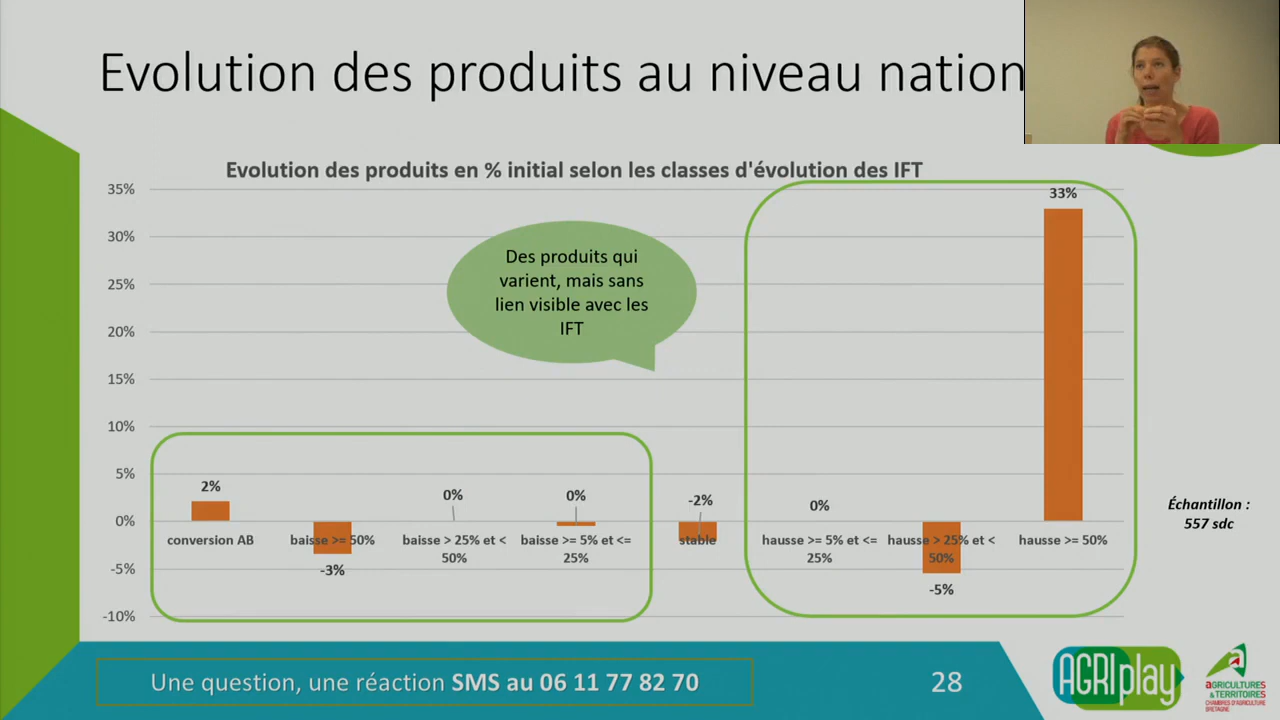 Evolution des produits au niveau nation
Evolution des produits en % initial selon les classes d'évolution des IFT
35%
30%
25%
20%
15%
10%
5%
0%
-5%
-10%
Des produits qui
varient, mais sans
lien visible avec les
IFT
2%
-3%
0%
0%
-2%
0%
-5%
33%
conversion AB
baisse >= 50%
baisse > 25% et <
50%
baisse >= 5% et <=
25%
stable
hausse >= 5% et <=
25%
hausse > 25% et <
50%
hausse >= 50%
Échantillon :
557 sdc
Une question, une réaction SMS au 06 11 77 82 70
28
AGRIplay
AGRICULTURES
& TERRITOIRES
CHAMBRES D'AGRICULTURE
BRETAGNE